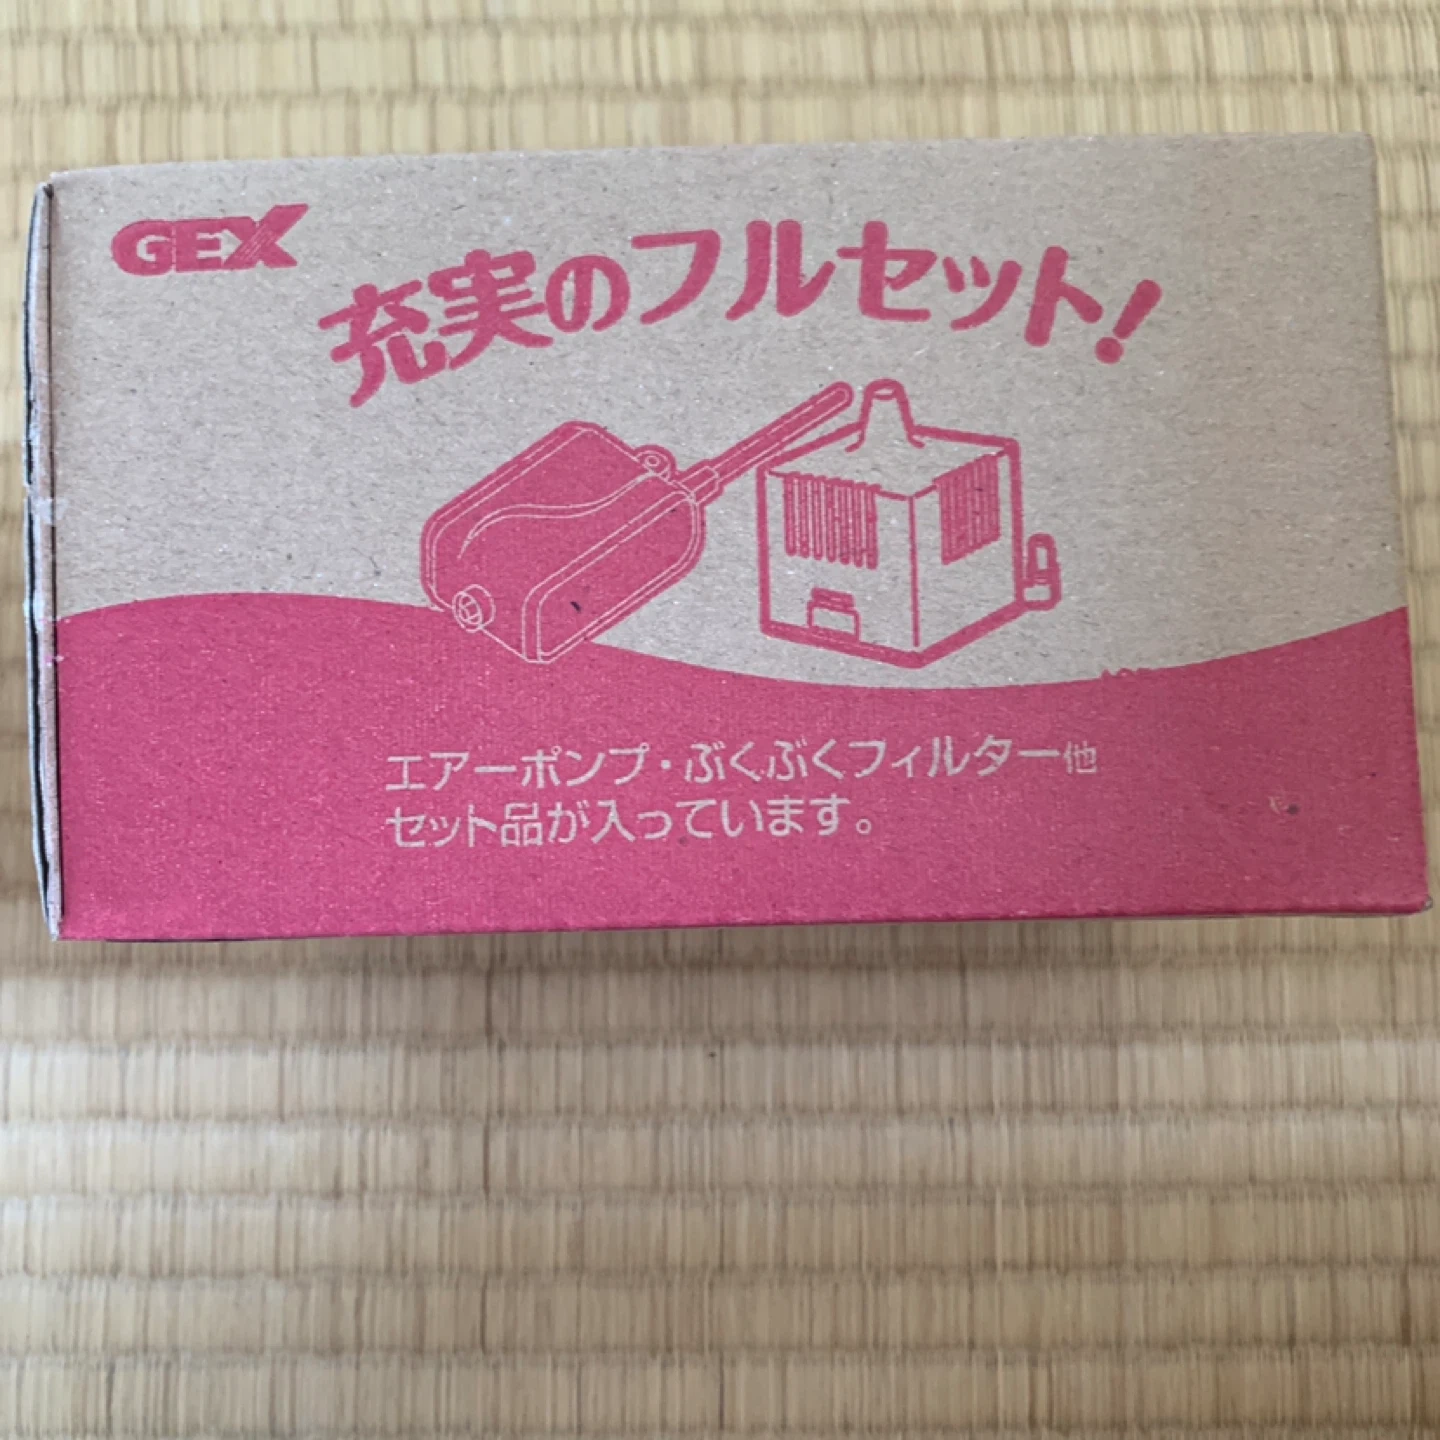 GEX
充実のフルセット!
エアーポンプ・ぶくぶくフィルター他
セット品が入っています。